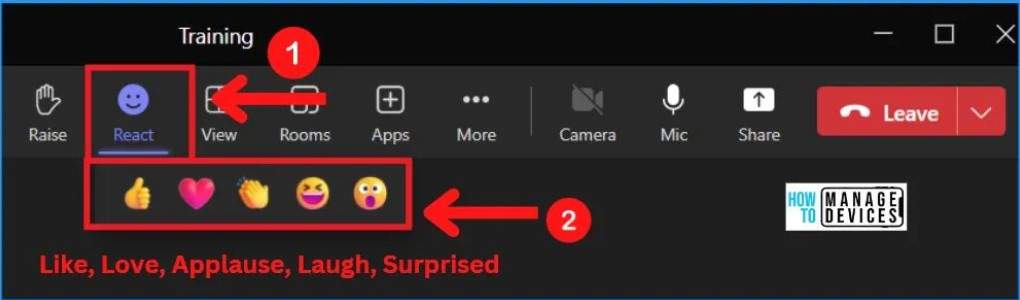 Training
1
Raise React View Rooms Apps More Camera Mic Share Leave
2
HOW TO MANAGE DEVICES
Like, Love, Applause, Laugh, Surprised